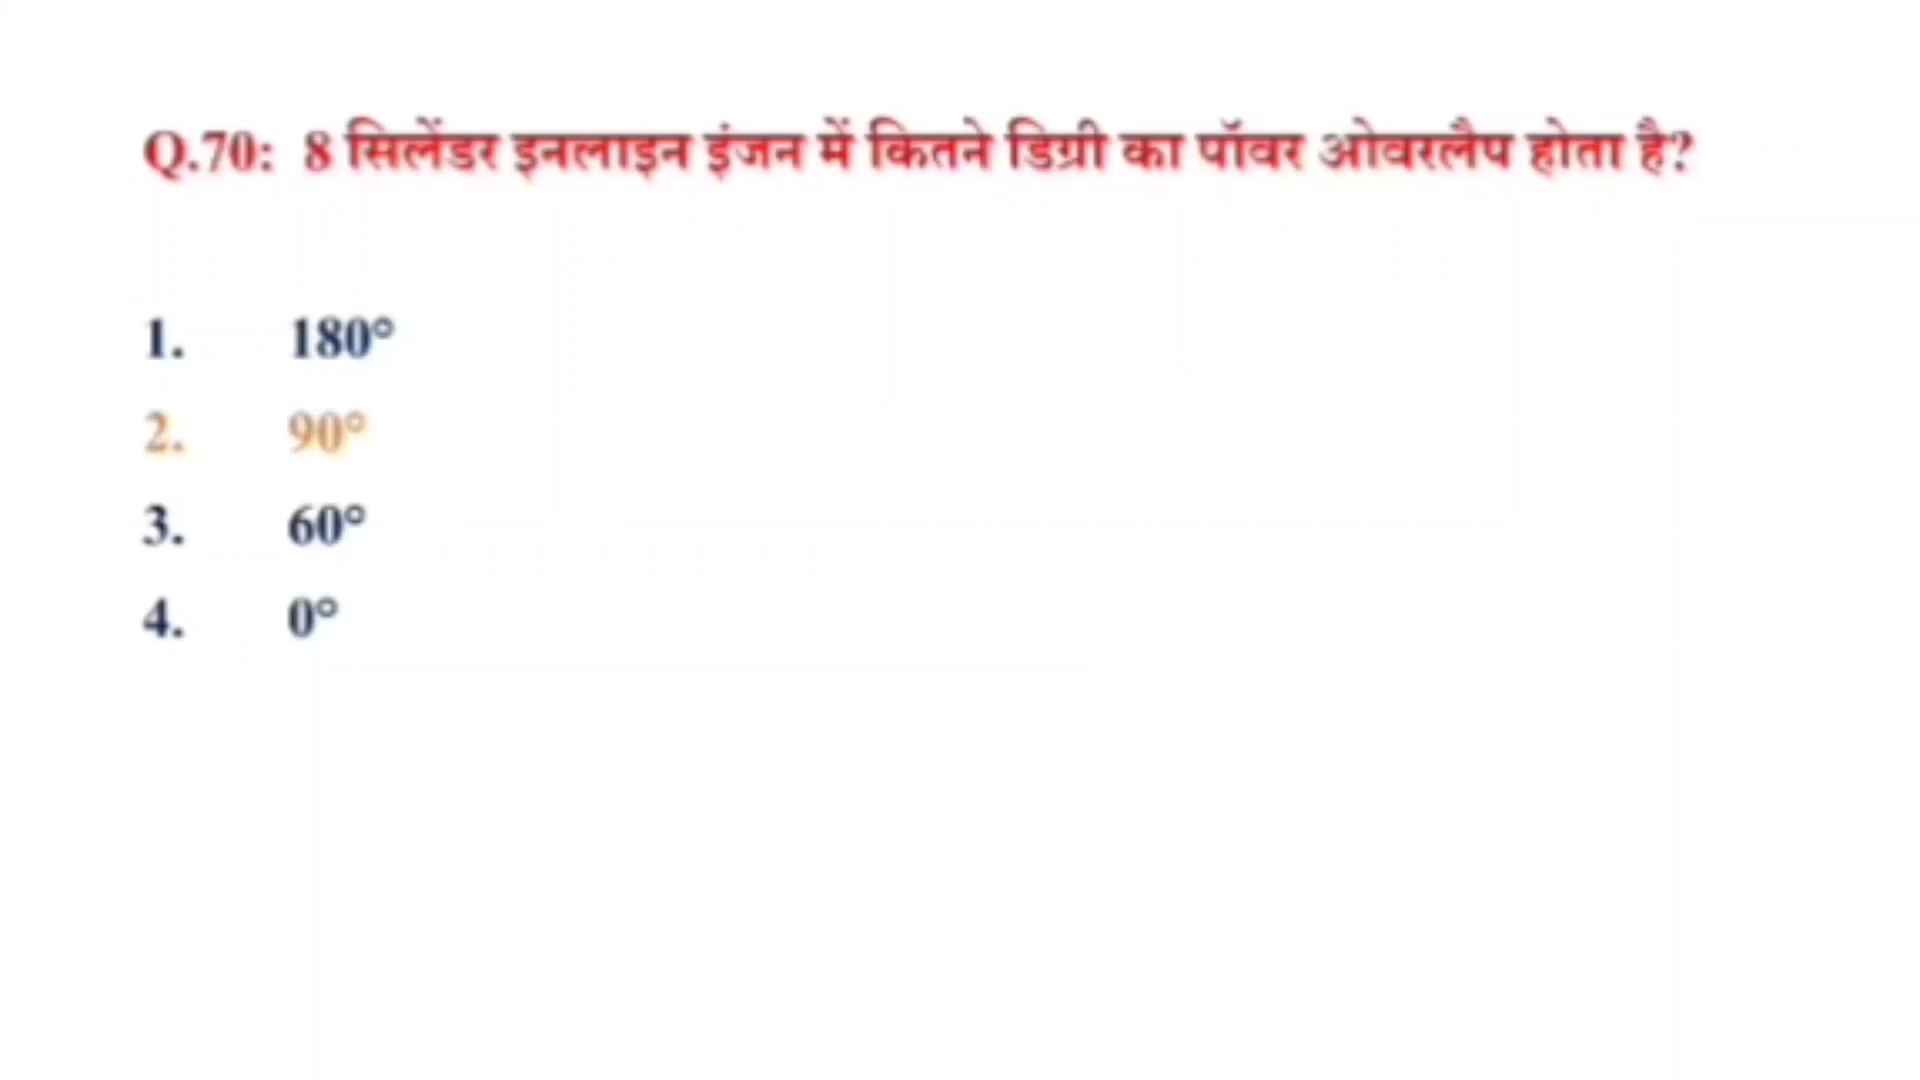 Q.70: 8 सिलेंडर इनलाइन इंजन में कितने डिग्री का पॉवर ओवरलैप होता है?
1. 180°
2. 90°
3. 60°
4. 0°